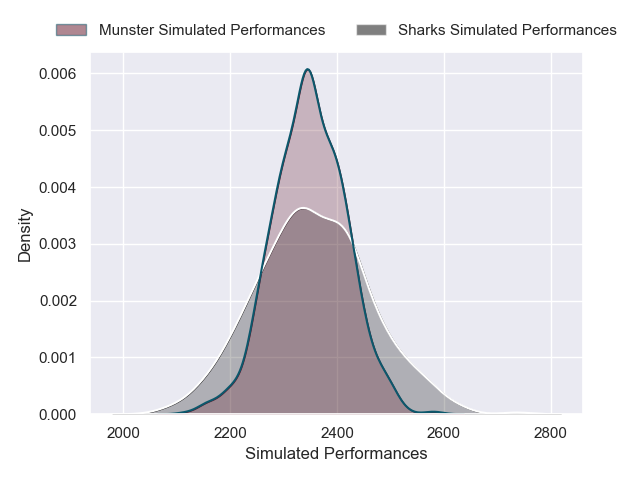 Munster Simulated Performances Sharks Simulated Performances
0.006
0.005
0.004
0.003
0.002
0.001
0.000
Density
2000 2200 2400 2600 2800
Simulated Performances